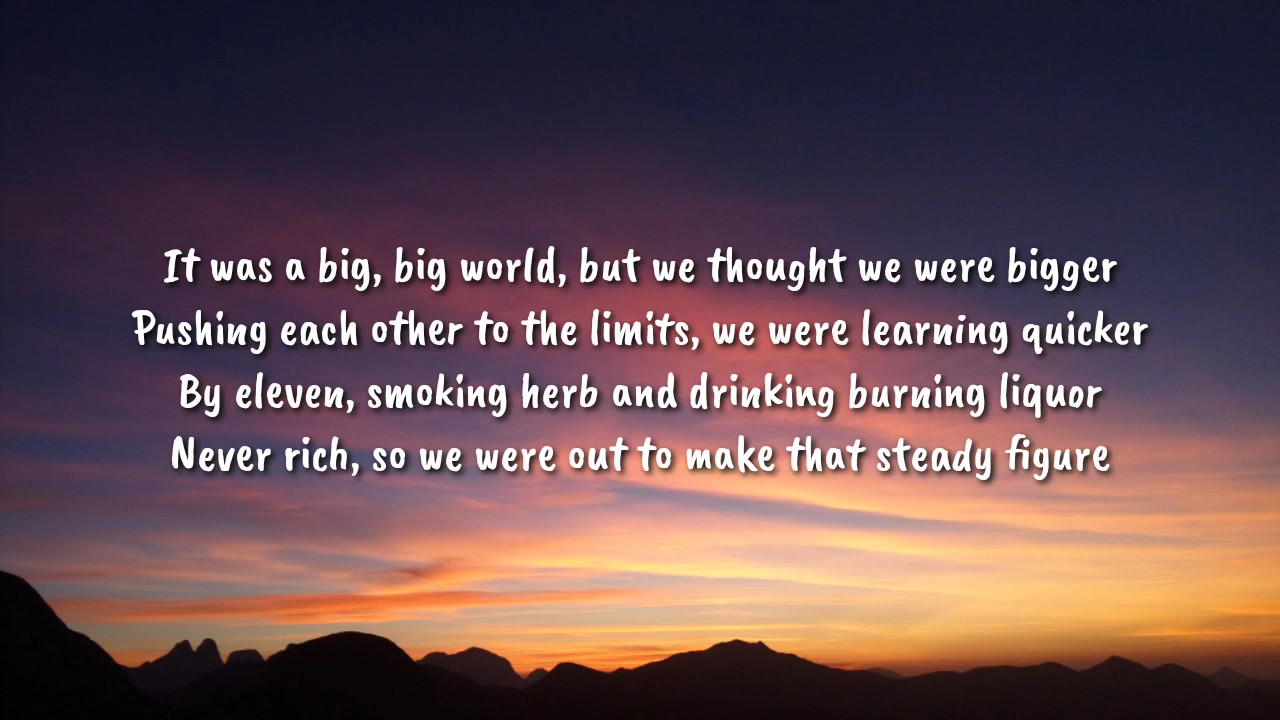 It was a big, big world, but we thought we were bigger
Pushing each other to the limits, we were learning quicker
By eleven, smoking herb and drinking burning liquor
Never rich, so we were out to make that steady figure